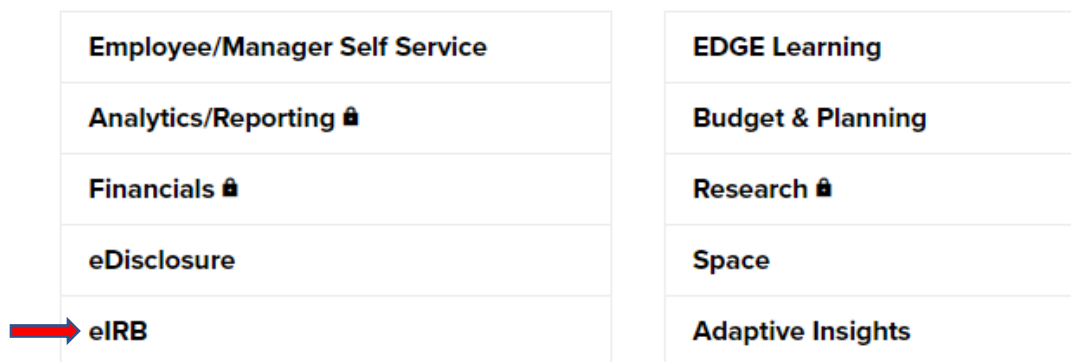 Employee/Manager Self Service
EDGE Learning
Analytics/Reporting
Budget & Planning
Financials
Research
eDisclosure
Space
eIRB
Adaptive Insights